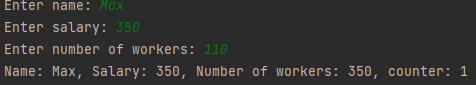 Enter name: Max
Enter salary: 350
Enter number of workers: 110
Name: Max, Salary: 350, Number of workers: 350, counter: 1